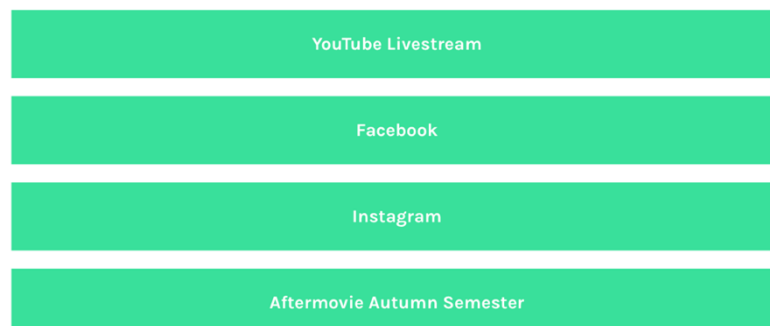 YouTube Livestream
Facebook
Instagram
Aftermovie Autumn Semester